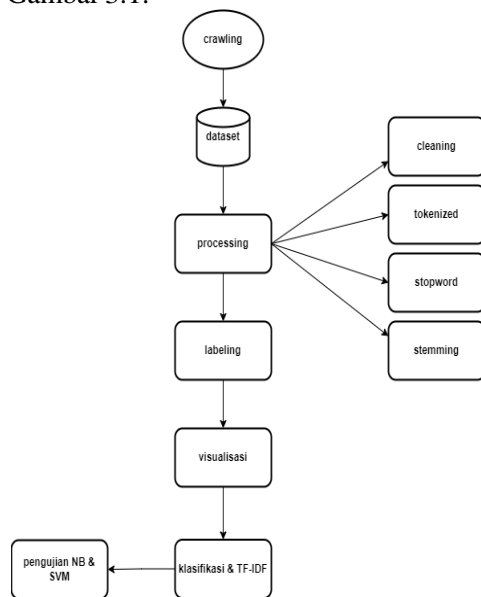 Gambar 3.1.
crawling
dataset
cleaning
tokenized
processing
stopword
stemming
labeling
visualisasi
pengujian NB &
SVM
klasifikasi & TF-IDF